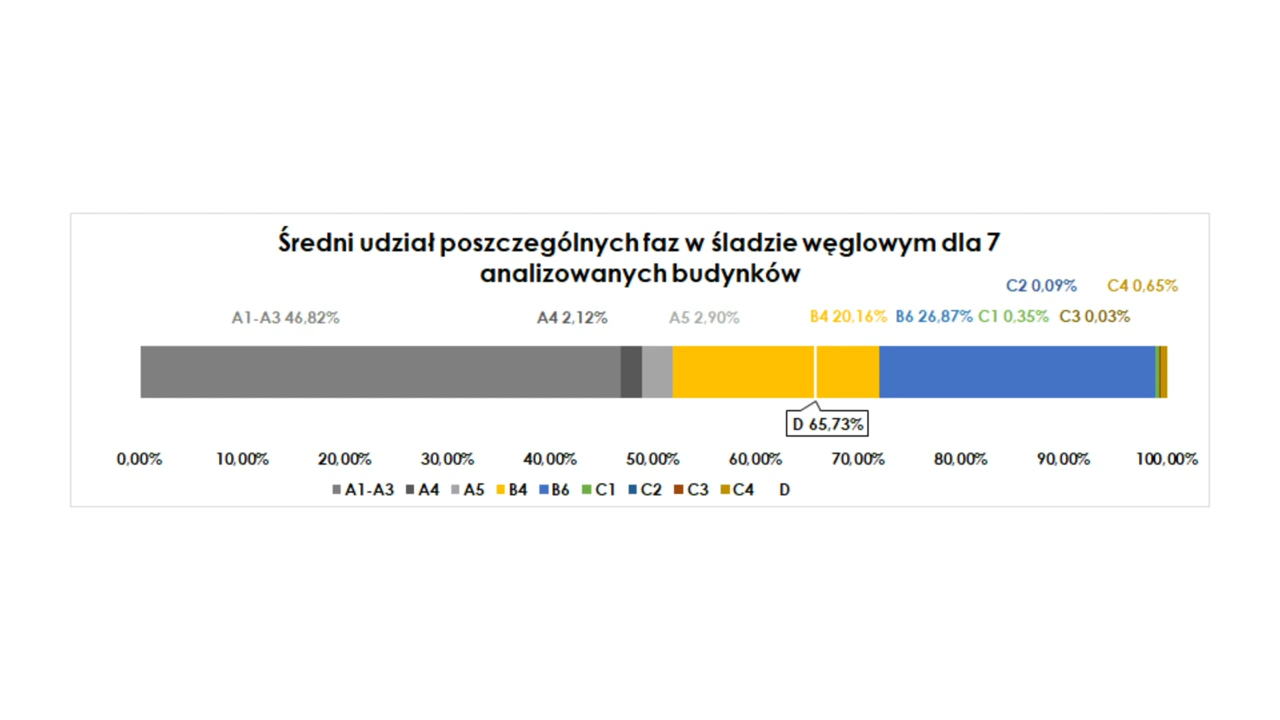 Średni udział poszczególnych faz w śladzie węglowym dla 7
analizowanych budynków
C2 0,09% C4 0,65%
A1-A3 46,82% A4 2,12% A5 2,90% B4 20,16% B6 26,87% C1 0,35% C3 0,03%
D 65,73%
0,00% 10,00% 20,00% 30,00% 40,00% 50,00% 60,00% 70,00% 80,00% 90,00% 100,00%
A1-A3 A4 A5 B4 B6 C1 C2 C3 C4 D